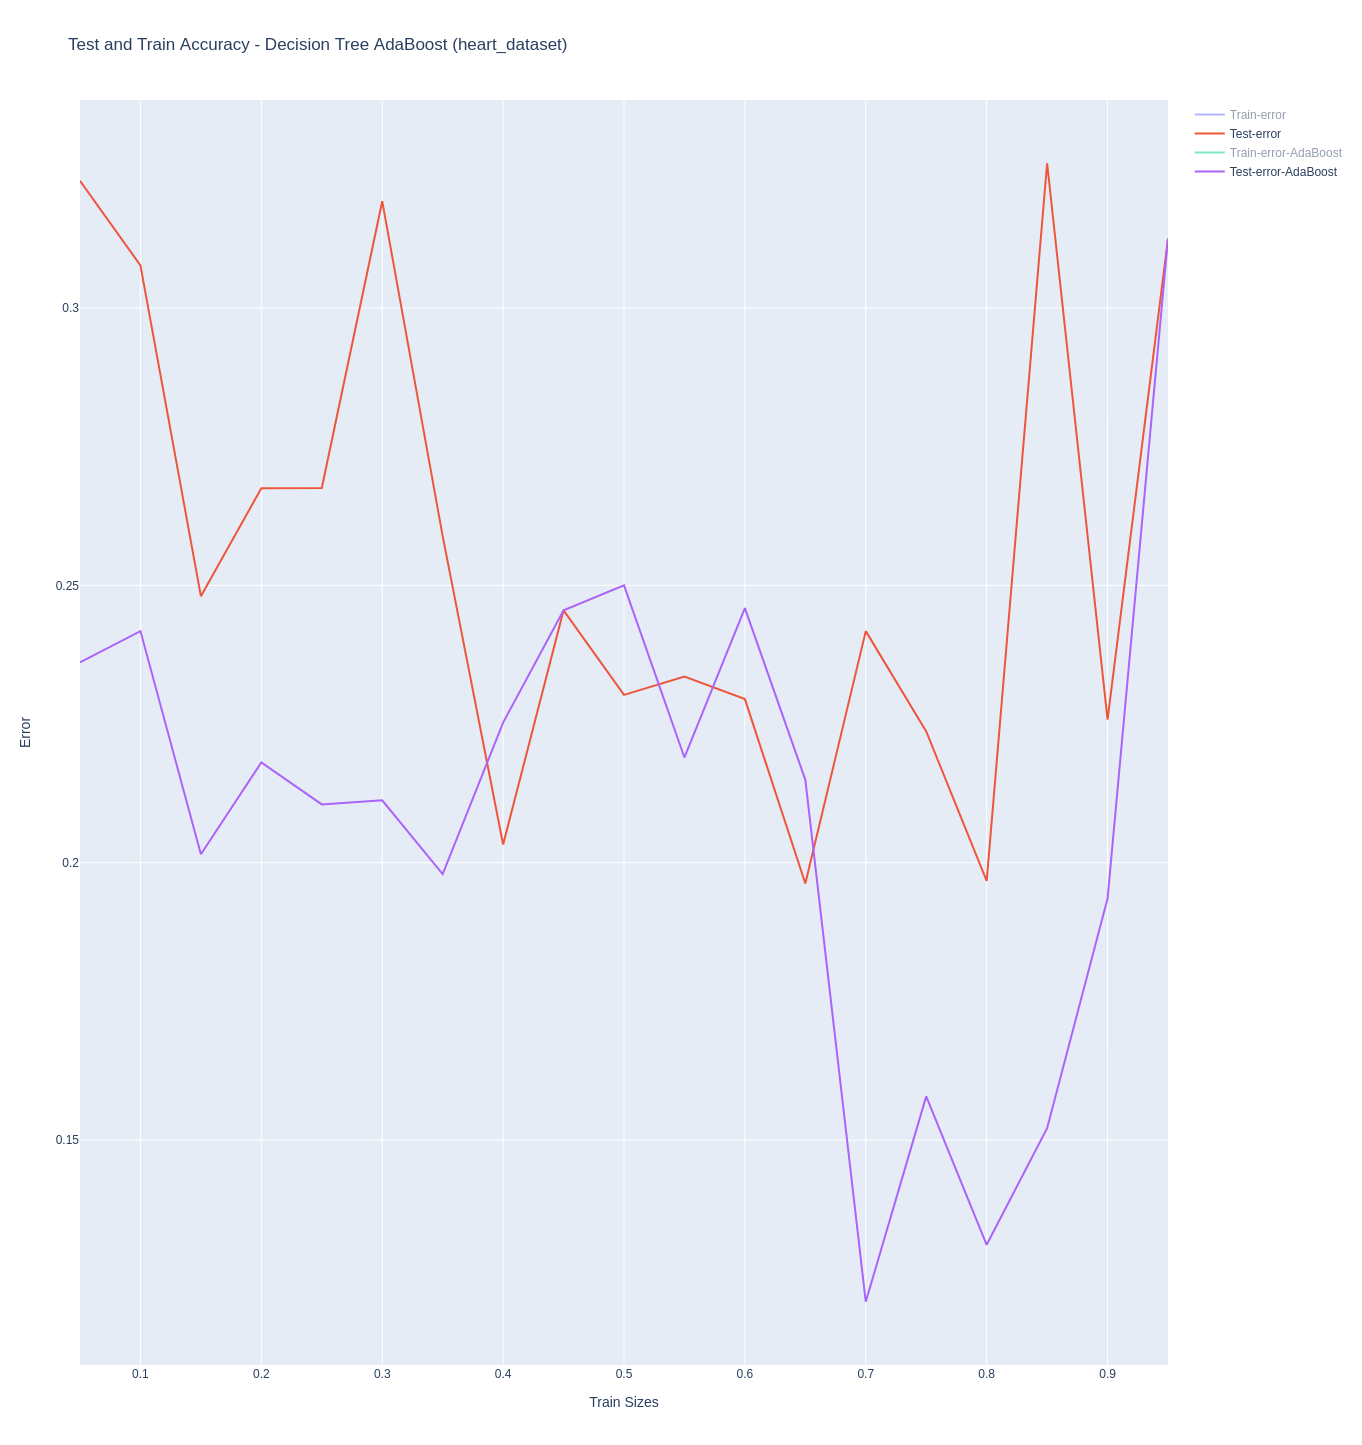 Test and Train Accuracy - Decision Tree AdaBoost (heart_dataset)
Train-error
Test-error
Train-error-AdaBoost
Test-error-AdaBoost
0.3
0.25
0.2
0.15
Error
0.1
0.2
0.3
0.4
0.5
0.6
0.7
0.8
0.9
Train Sizes